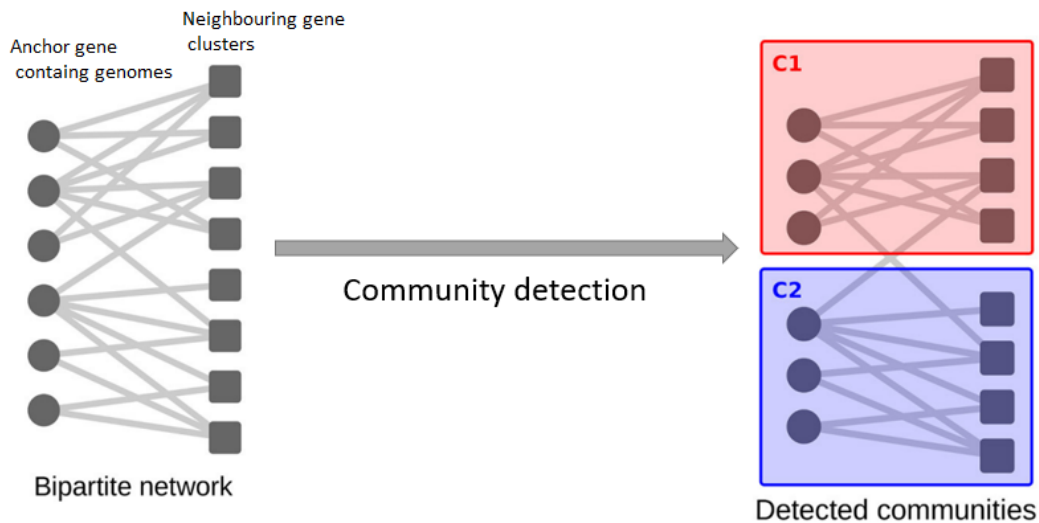 Neighbouring gene
clusters
Anchor gene
containg genomes
C1
Community detection
C2
Bipartite network
Detected communities